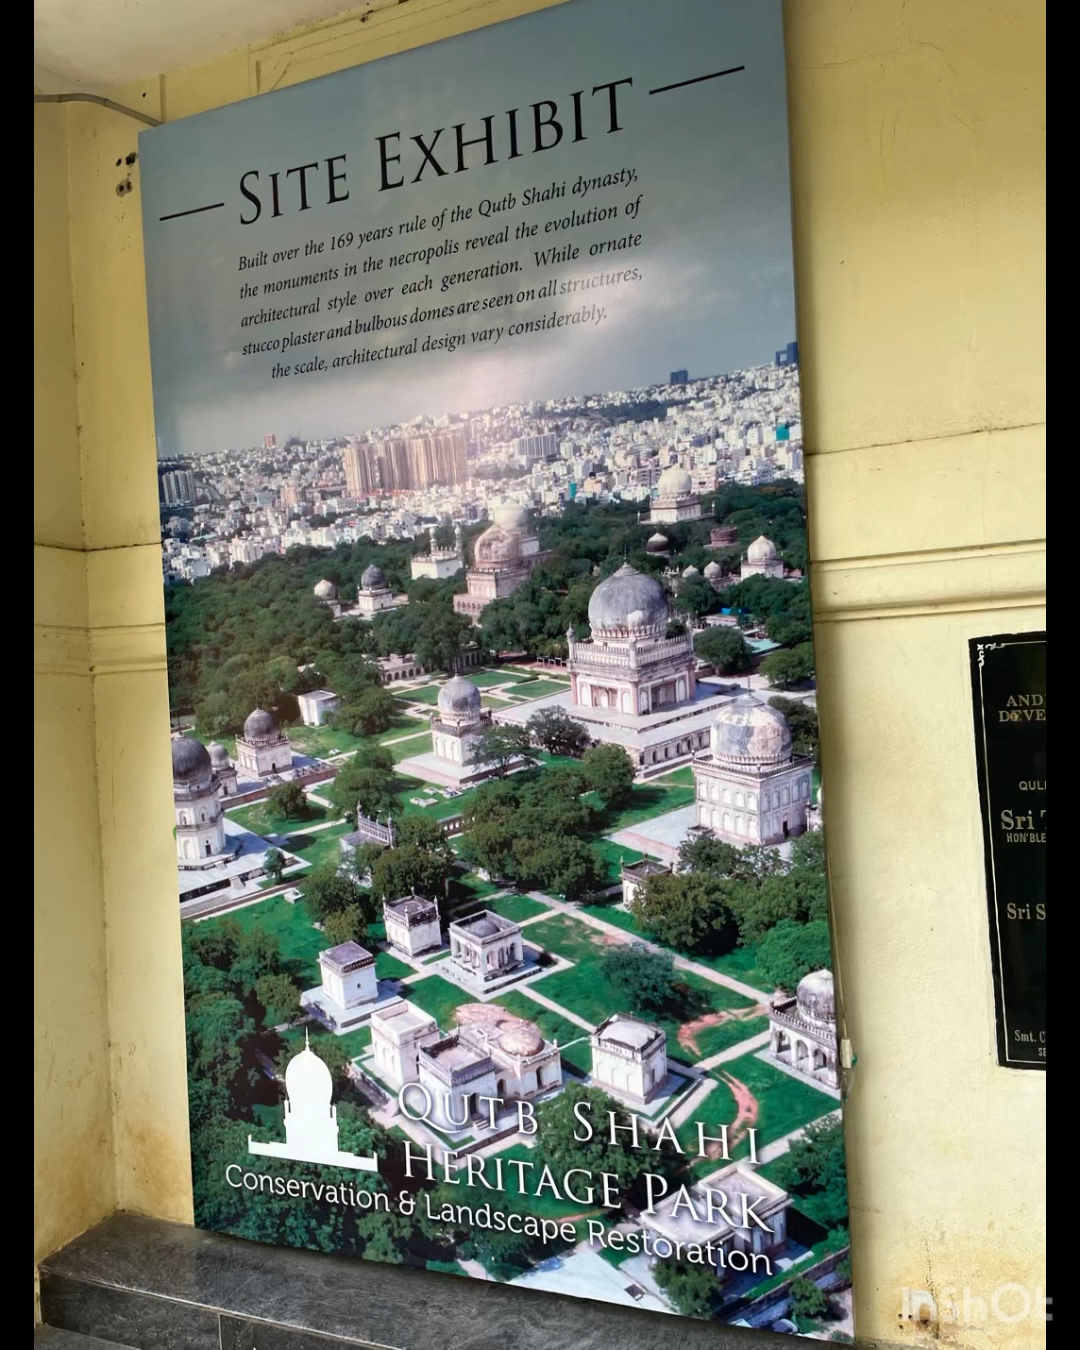 SITE EXHIBIT
Built over the 169 years rule of the Qutb Shahi dynasty,
the monuments in the necropolis reveal the evolution of
architectural style over each generation. While ornate
stucco plaster and bulbous domes are seen on all structures,
the scale, architectural design vary considerably.
QUTB SHAHI
HERITAGE PARK
Conservation & Landscape Restoration
AND
QULI
Sri
HON'BLE
Sri S
Smt. C
InshOt